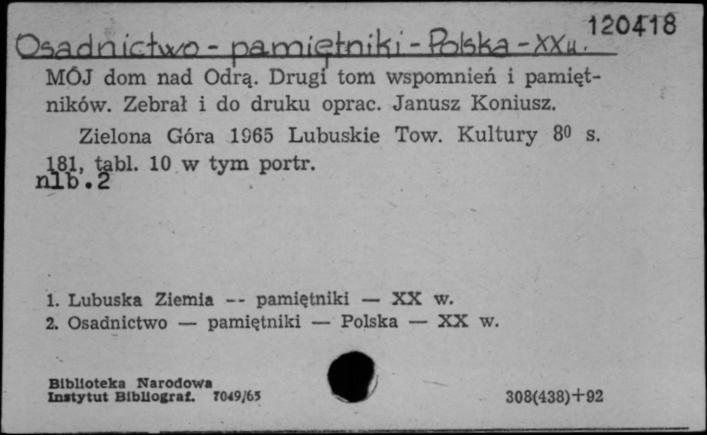 120418
Osadnictwo - pamiętniki - Polska - XX w.
MÓJ dom nad Odrą. Drugi tom wspomnień i pamięt-
ników. Zebrał i do druku oprac. Janusz Koniusz.
Zielona Góra 1965 Lubuskie Tow. Kultury 8⁰ s.
181, tabl. 10 w tym portr.
nlb.2
1. Lubuska Ziemia -- pamiętniki — XX w.
2. Osadnictwo — pamiętniki — Polska — XX w.
Biblioteka Narodowa
Instytut Bibliograf. 7049/65
308(438)+92